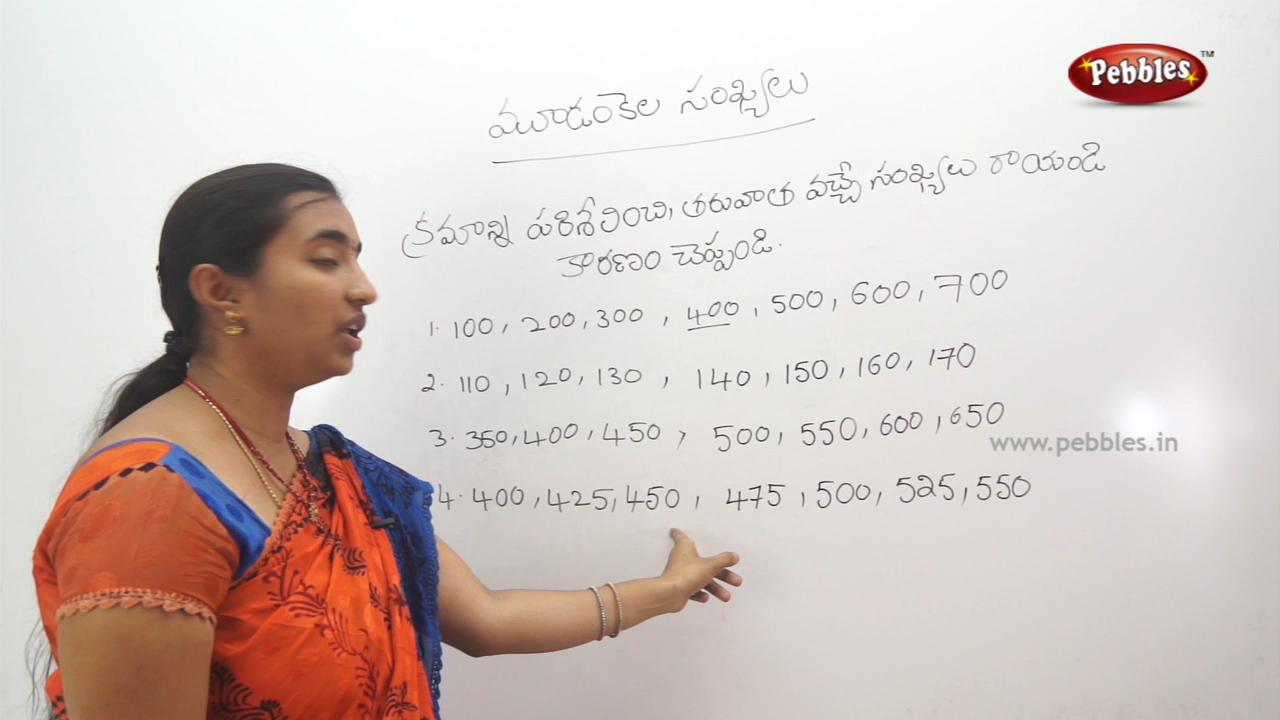 Pebbles™
మూడంకెల సంఖ్యలు
క్రమాన్ని పరిశీలించి, తరువాత వచ్చే సంఖ్యలు రాయండి
కారణం చెప్పండి.
1. 100, 200, 300, 400, 500, 600, 700
2. 110, 120, 130, 140, 150, 160, 170
3. 350, 400, 450, 500, 550, 600, 650
www.pebbles.in
4. 400, 425, 450, 475, 500, 525, 550